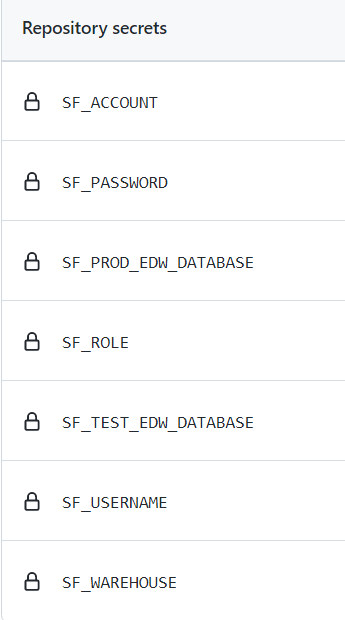 Repository secrets
SF_ACCOUNT
SF_PASSWORD
SF_PROD_EDW_DATABASE
SF_ROLE
SF_TEST_EDW_DATABASE
SF_USERNAME
SF_WAREHOUSE